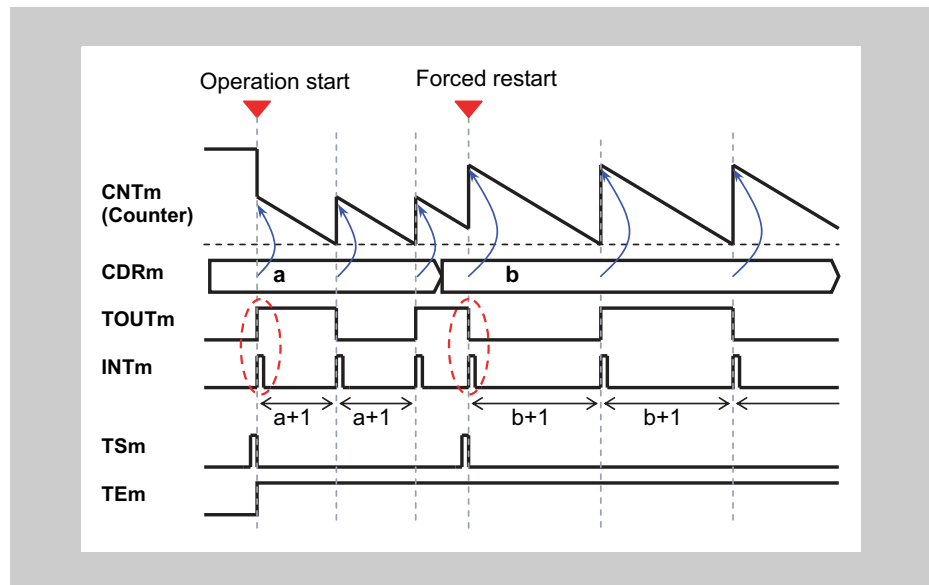 Operation start Forced restart
CNTm
(Counter)
CDRm a b
TOUTm
INTm
a+1 a+1 b+1 b+1
TSm
TEm